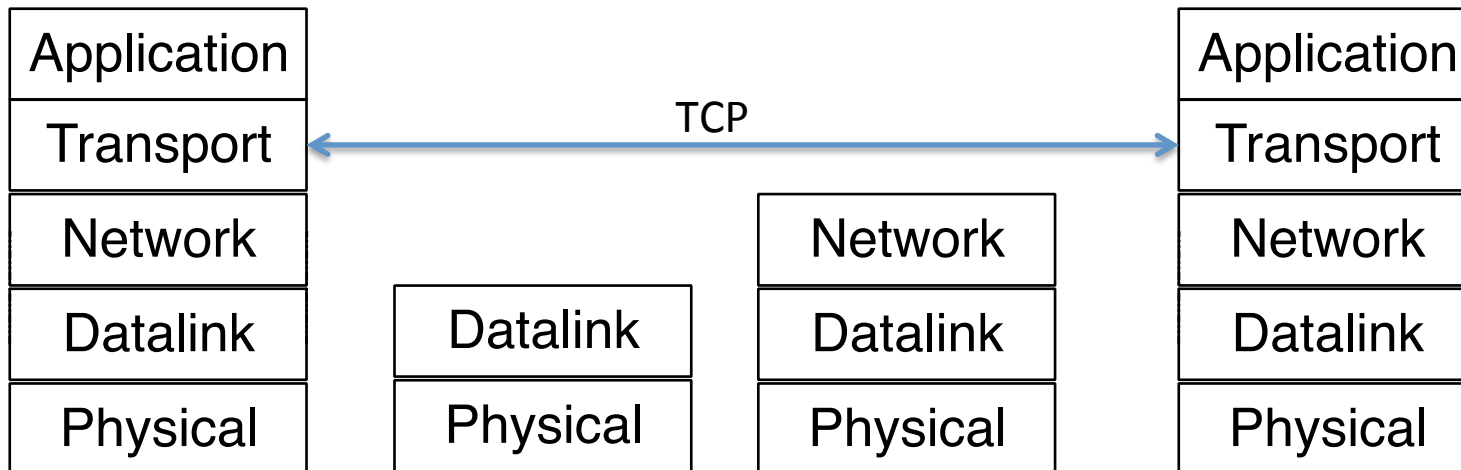 Application
Transport
Network
Datalink
Physical
TCP
Datalink
Physical
Network
Datalink
Physical
Application
Transport
Network
Datalink
Physical